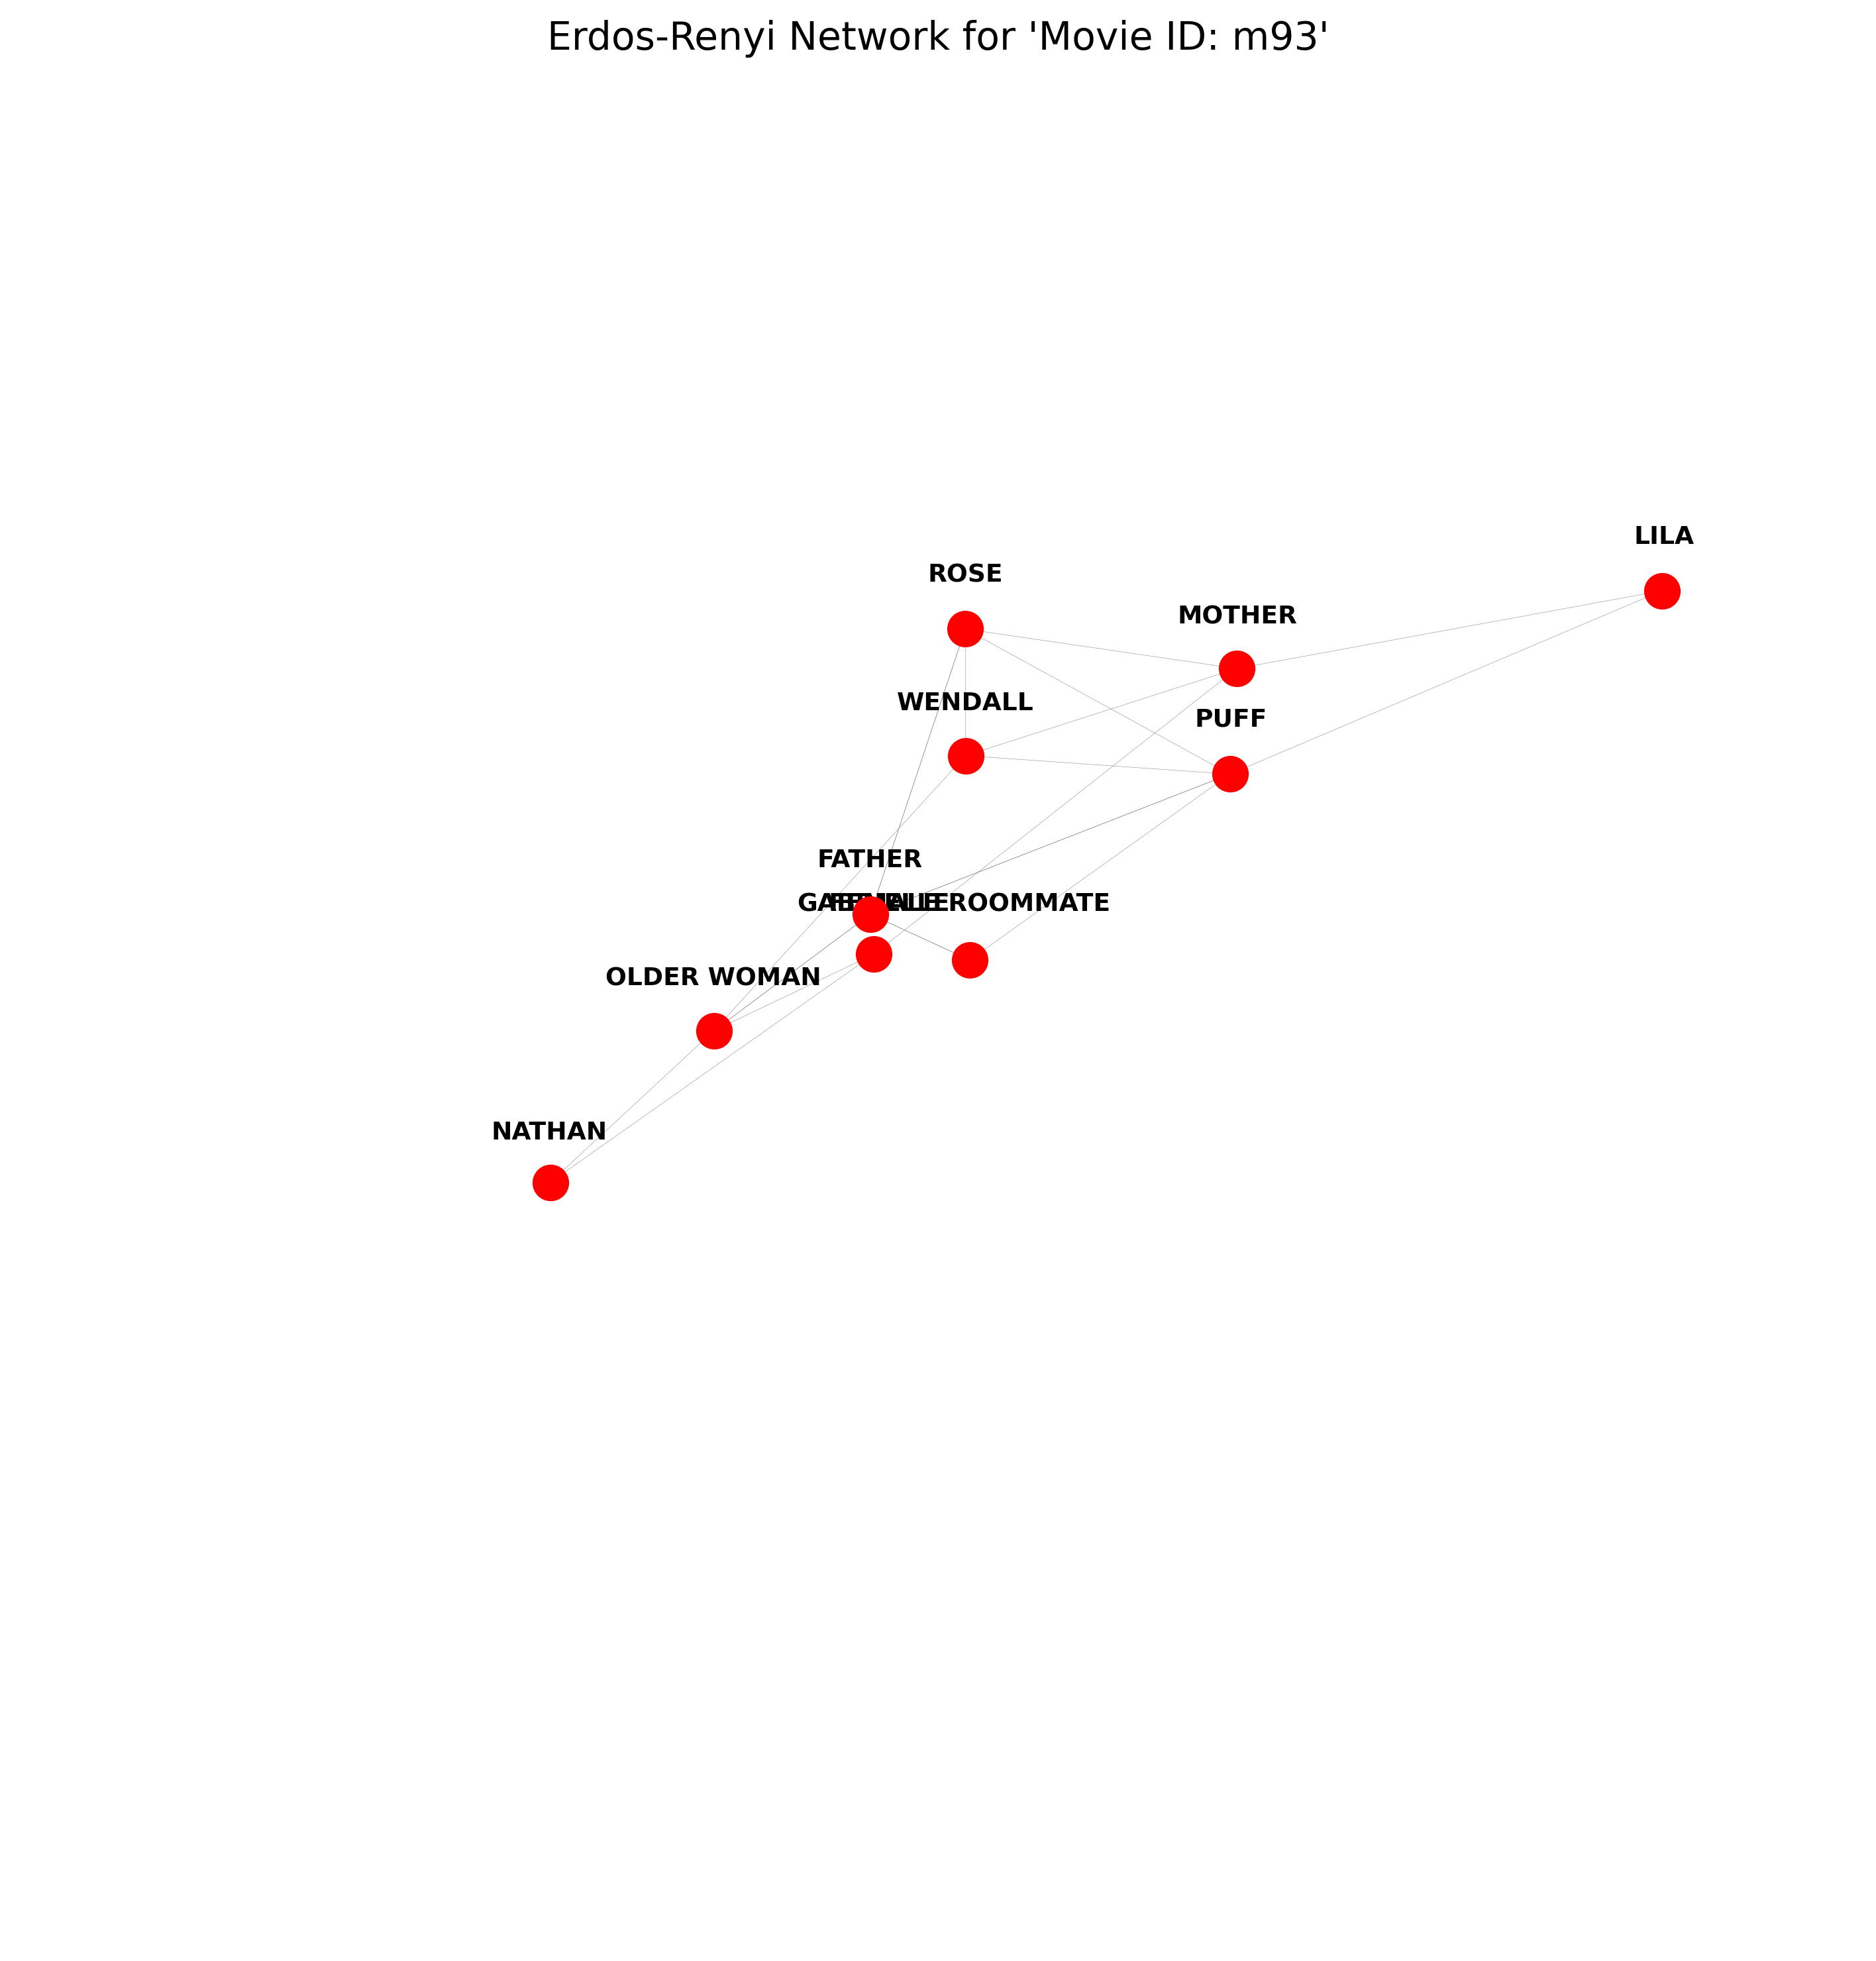 Erdos-Renyi Network for 'Movie ID: m93'
LILA
ROSE
MOTHER
WENDALL
PUFF
FATHER
ROOMMATE
OLDER WOMAN
NATHAN